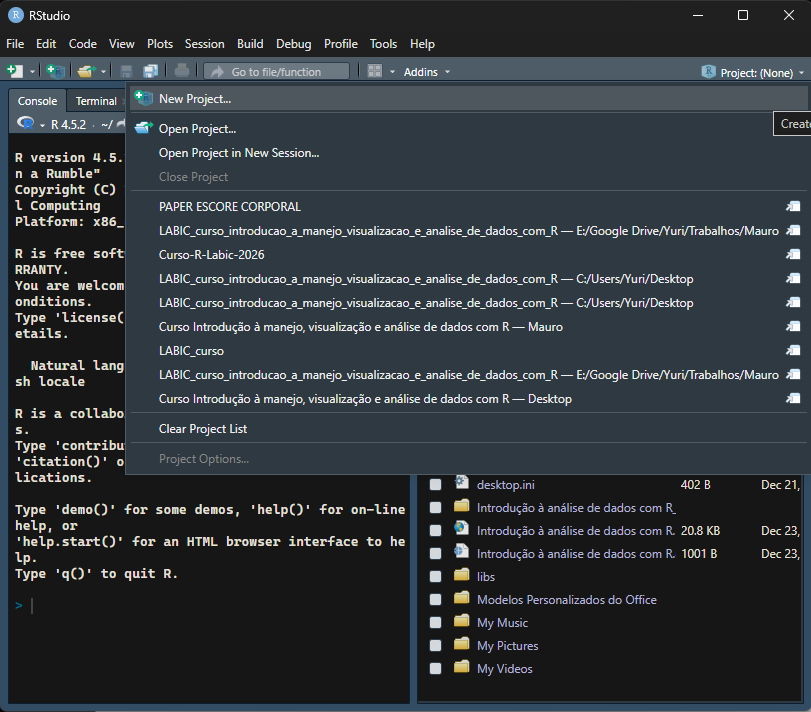 RStudio
File Edit Code View Plots Session Build Debug Profile Tools Help
Go to file/function Addins Project: (None)
Console Terminal
New Project...
R 4.5.2 · ~/
Open Project...
Create
Open Project in New Session...
Close Project
PAPER ESCORE CORPORAL
LABIC_curso_introducao_a_manejo_visualizacao_e_analise_de_dados_com_R — E:/Google Drive/Yuri/Trabalhos/Mauro
Curso-R-Labic-2026
LABIC_curso_introducao_a_manejo_visualizacao_e_analise_de_dados_com_R — C:/Users/Yuri/Desktop
LABIC_curso_introducao_a_manejo_visualizacao_e_analise_de_dados_com_R — C:/Users/Yuri/Desktop
Curso Introdução à manejo, visualização e análise de dados com R — Mauro
LABIC_curso
LABIC_curso_introducao_a_manejo_visualizacao_e_analise_de_dados_com_R — E:/Google Drive/Yuri/Trabalhos/Mauro
Curso Introdução à manejo, visualização e análise de dados com R — Desktop
Clear Project List
Project Options...
R version 4.5.
n a Rumble"
Copyright (C)
l Computing
Platform: x86_
R is free soft
RRANTY.
You are welcom
onditions.
Type 'license(
etails.
Natural lang
sh locale
R is a collabo
s.
Type 'contribu
'citation()' o
lications.
Type 'demo()' for some demos, 'help()' for on-line
help, or
'help.start()' for an HTML browser interface to he
lp.
Type 'q()' to quit R.
>
desktop.ini 402 B Dec 21,
Introdução à análise de dados com R_
Introdução à análise de dados com R. 20.8 KB Dec 23,
Introdução à análise de dados com R. 1001 B Dec 23,
libs
Modelos Personalizados do Office
My Music
My Pictures
My Videos